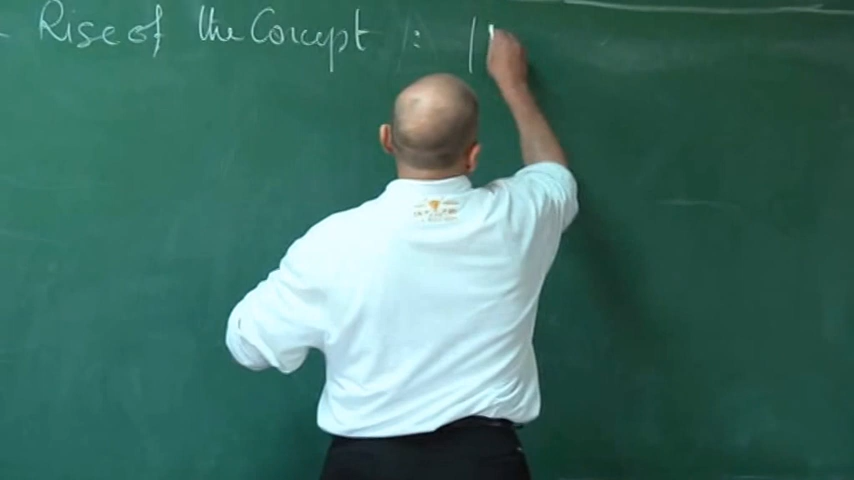 - Rise of the Concept :